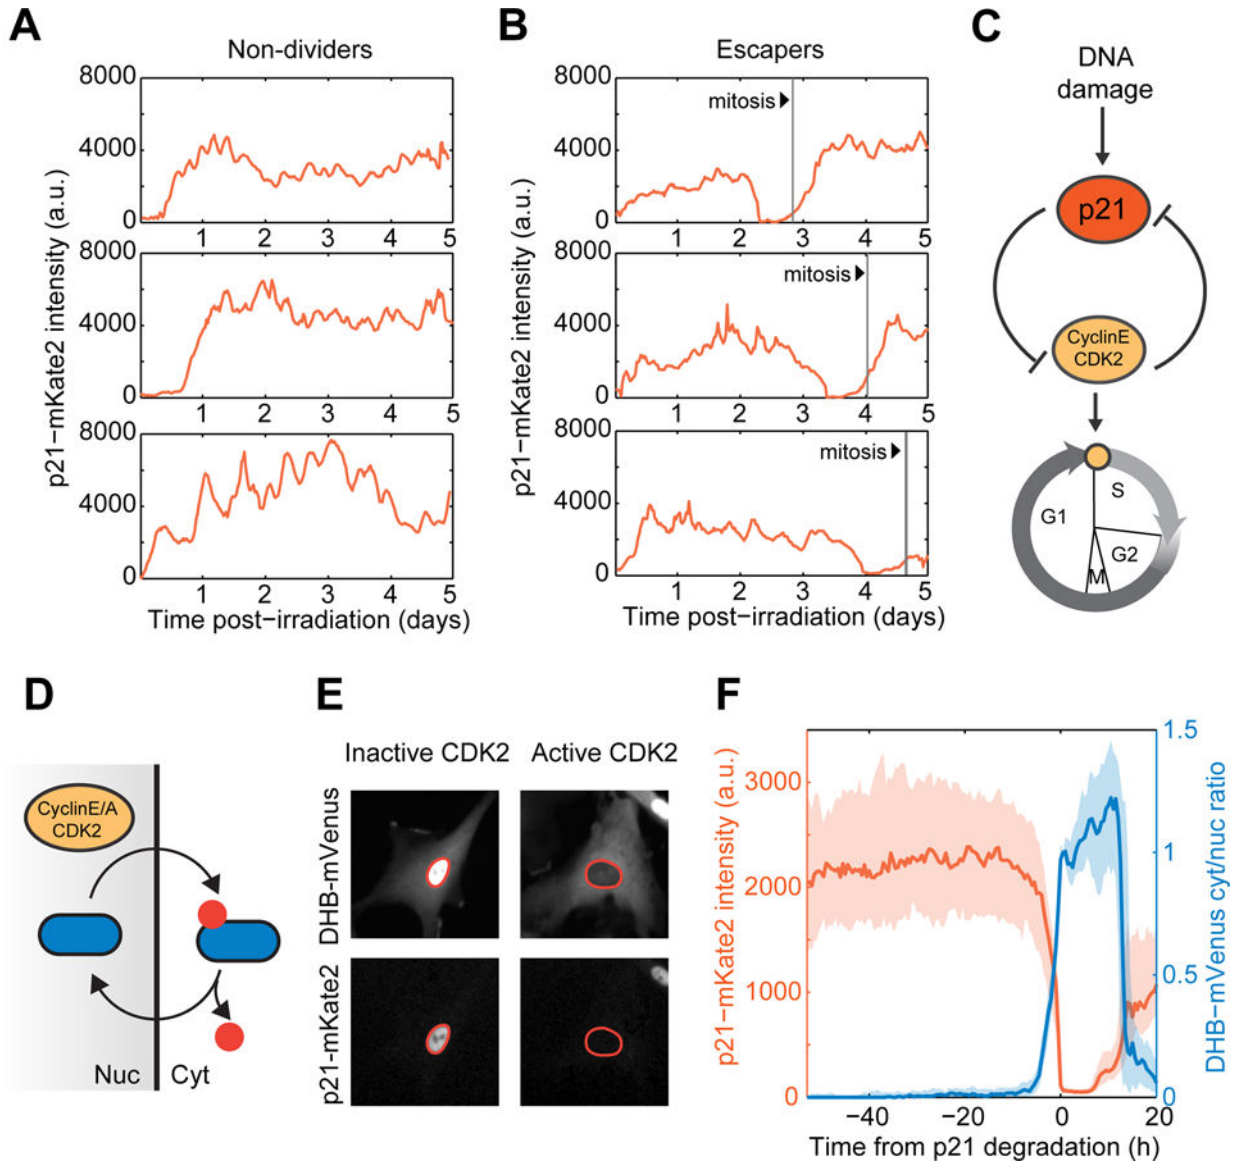 A
Non-dividers
p21-mKate2 intensity (a.u.)
8000
4000
0
1 2 3 4 5
8000
4000
0
1 2 3 4 5
8000
4000
0
1 2 3 4 5
Time post-irradiation (days)
B
Escapers
p21-mKate2 intensity (a.u.)
8000
4000
0
mitosis
1 2 3 4 5
8000
4000
0
mitosis
1 2 3 4 5
8000
4000
0
mitosis
1 2 3 4 5
Time post-irradiation (days)
C
DNA
damage
p21
CyclinE
CDK2
G1
S
G2
M
D
CyclinE/A
CDK2
Nuc
Cyt
E
Inactive CDK2
Active CDK2
DHB-mVenus
p21-mKate2
F
p21-mKate2 intensity (a.u.)
3000
2000
1000
0
−40 −20 0 20
Time from p21 degradation (h)
1.5
1
0.5
0
DHB-mVenus cyt/nuc ratio